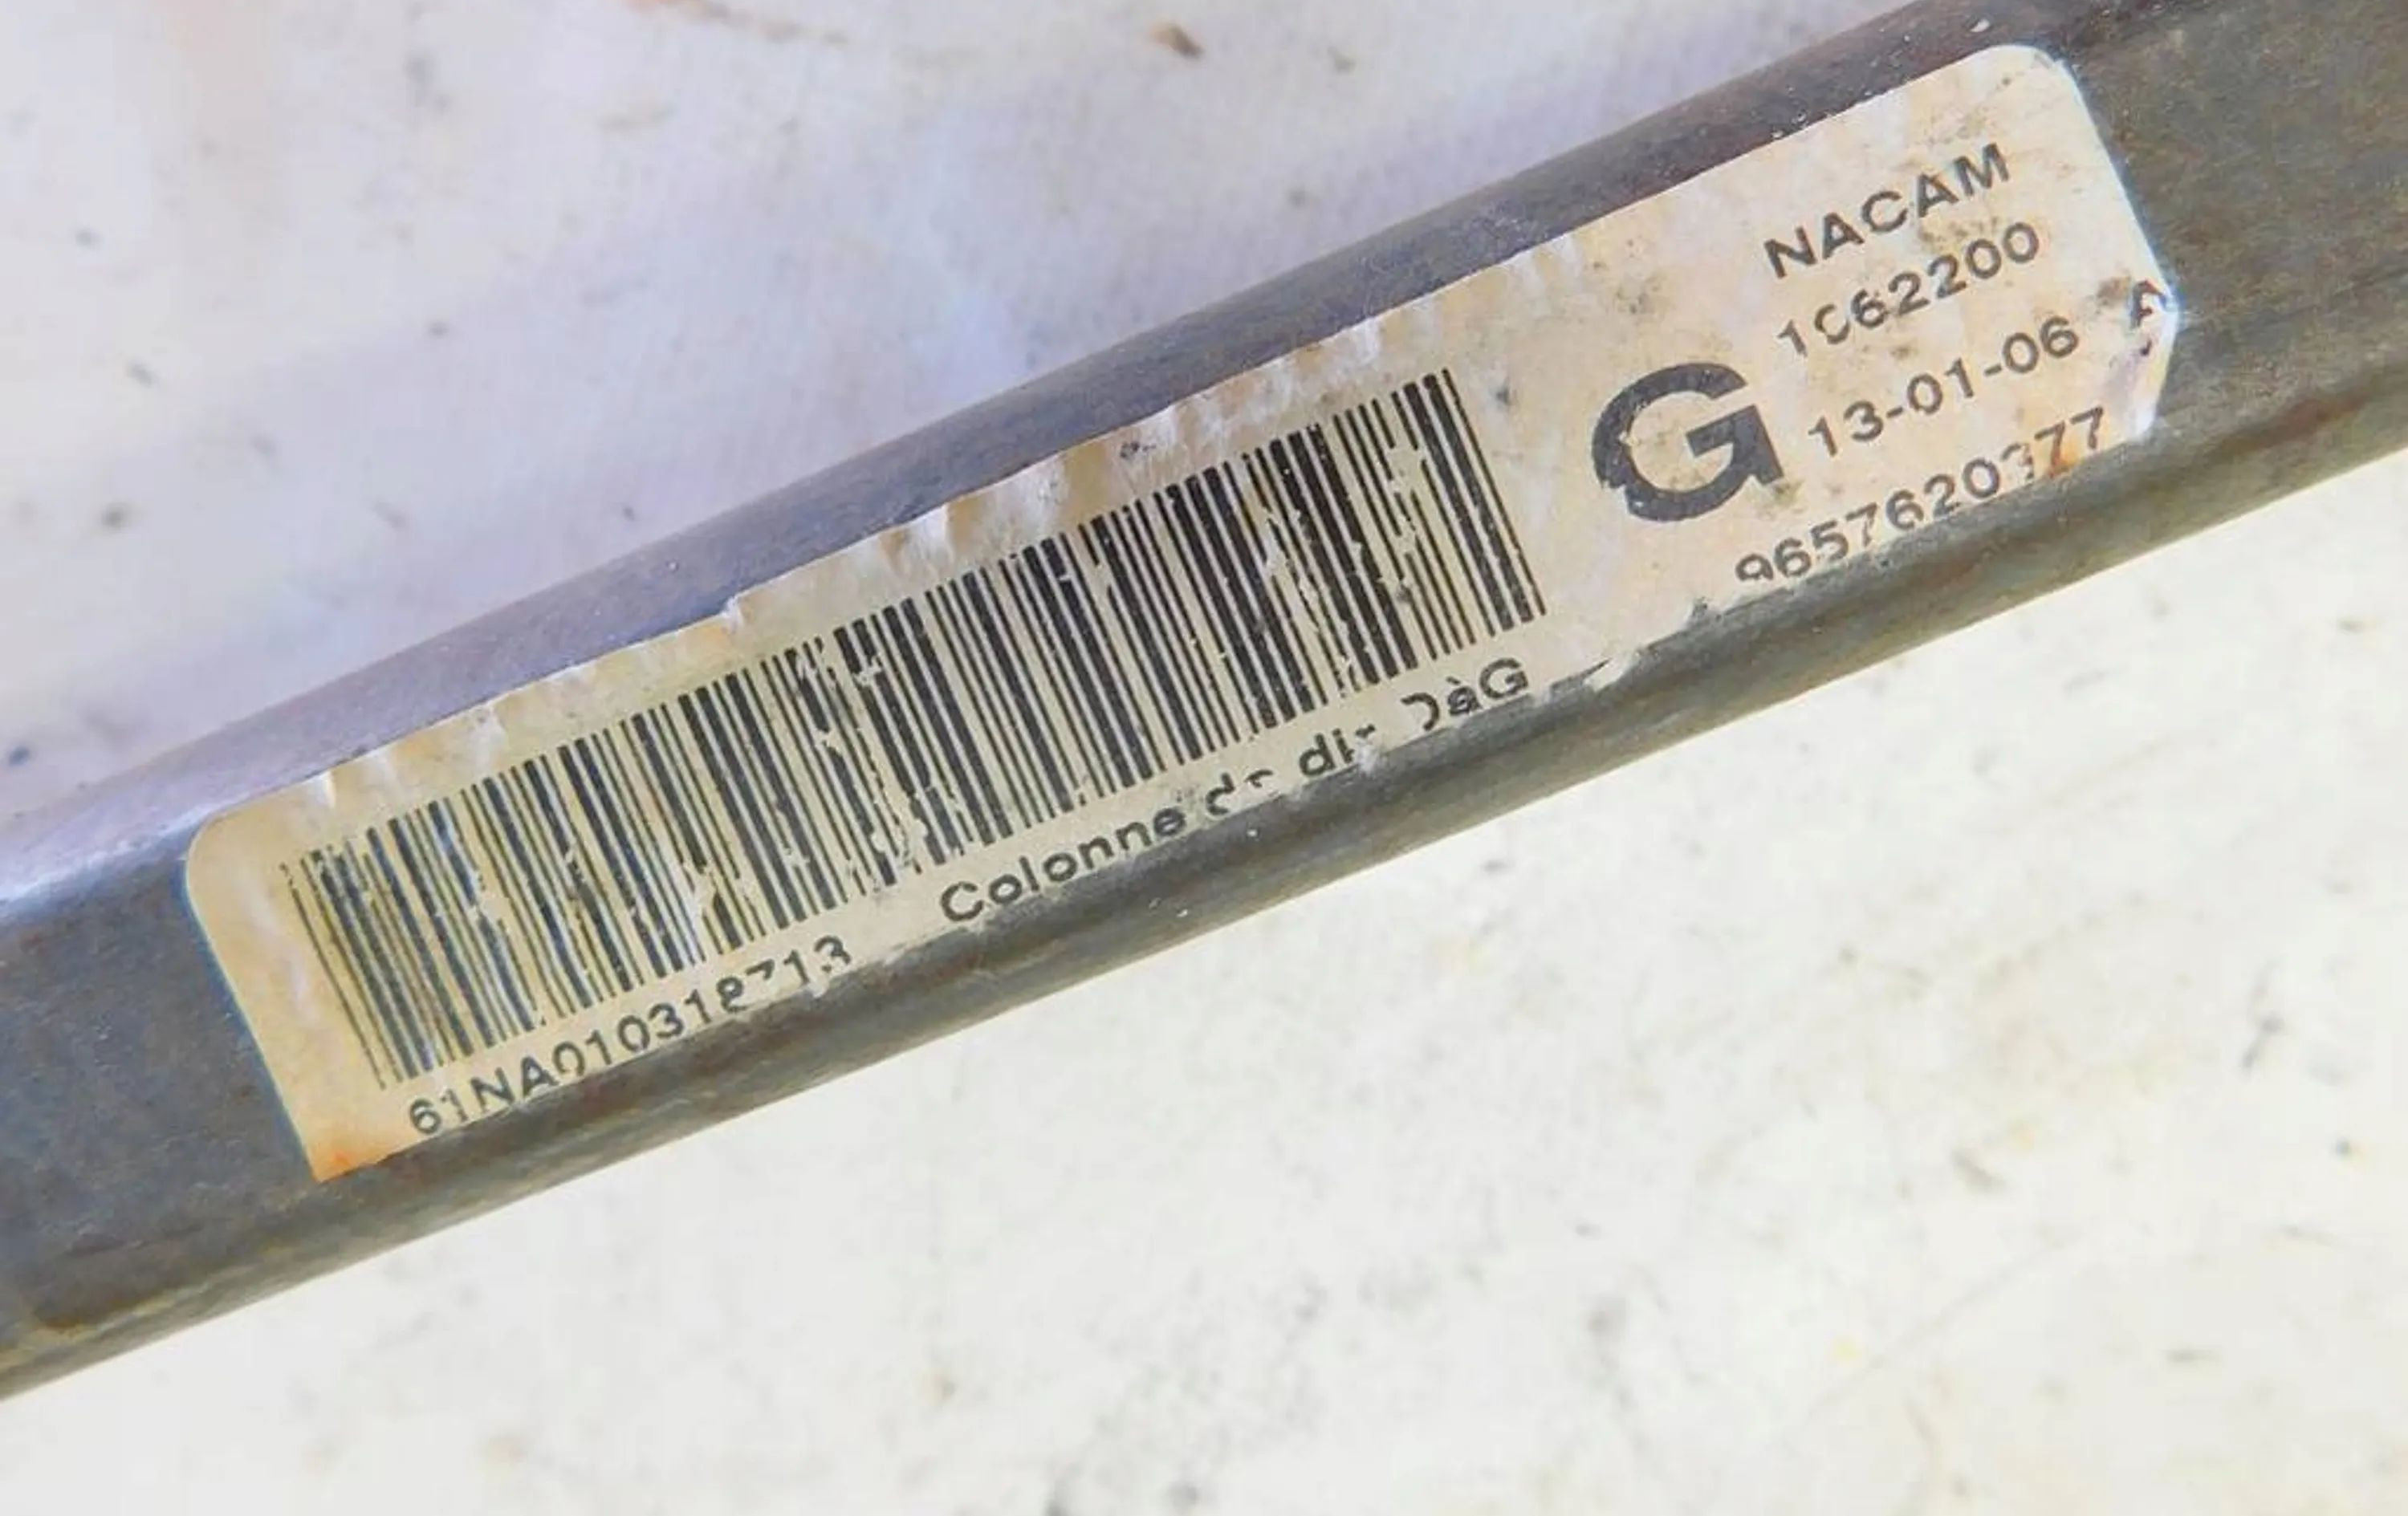 NACAM
1062200
G 13-01-06 A
9657620377
Colonne de dir DàG
61NA010318713